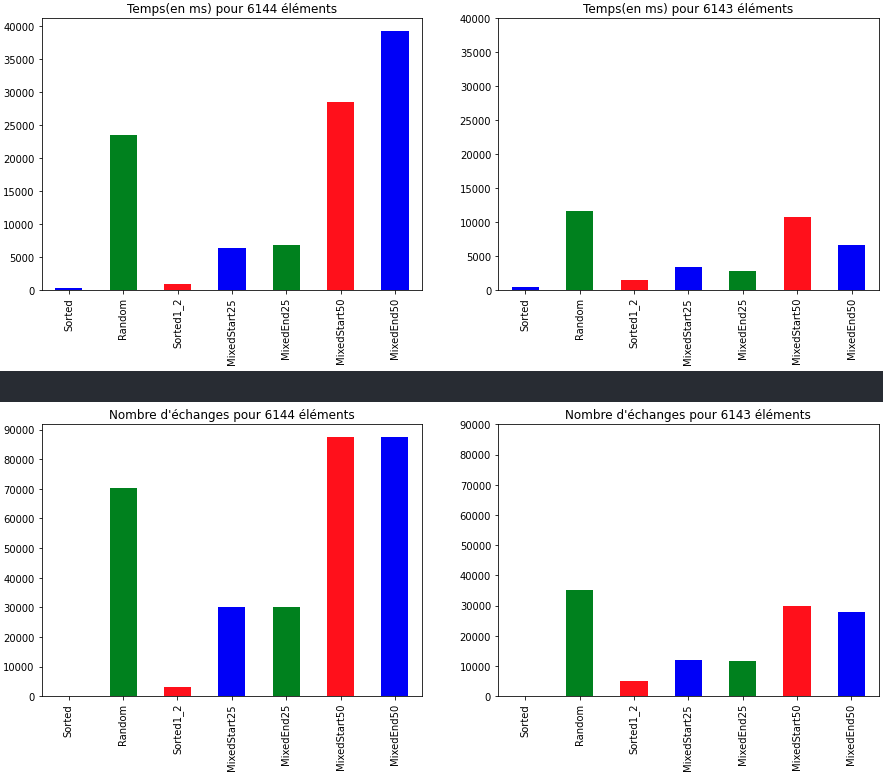 Temps(en ms) pour 6144 éléments
40000
35000
30000
25000
20000
15000
10000
5000
0
Sorted
Random
Sorted1_2
MixedStart25
MixedEnd25
MixedStart50
MixedEnd50
Temps(en ms) pour 6143 éléments
40000
35000
30000
25000
20000
15000
10000
5000
0
Sorted
Random
Sorted1_2
MixedStart25
MixedEnd25
MixedStart50
MixedEnd50
Nombre d'échanges pour 6144 éléments
90000
80000
70000
60000
50000
40000
30000
20000
10000
0
Sorted
Random
Sorted1_2
MixedStart25
MixedEnd25
MixedStart50
MixedEnd50
Nombre d'échanges pour 6143 éléments
90000
80000
70000
60000
50000
40000
30000
20000
10000
0
Sorted
Random
Sorted1_2
MixedStart25
MixedEnd25
MixedStart50
MixedEnd50